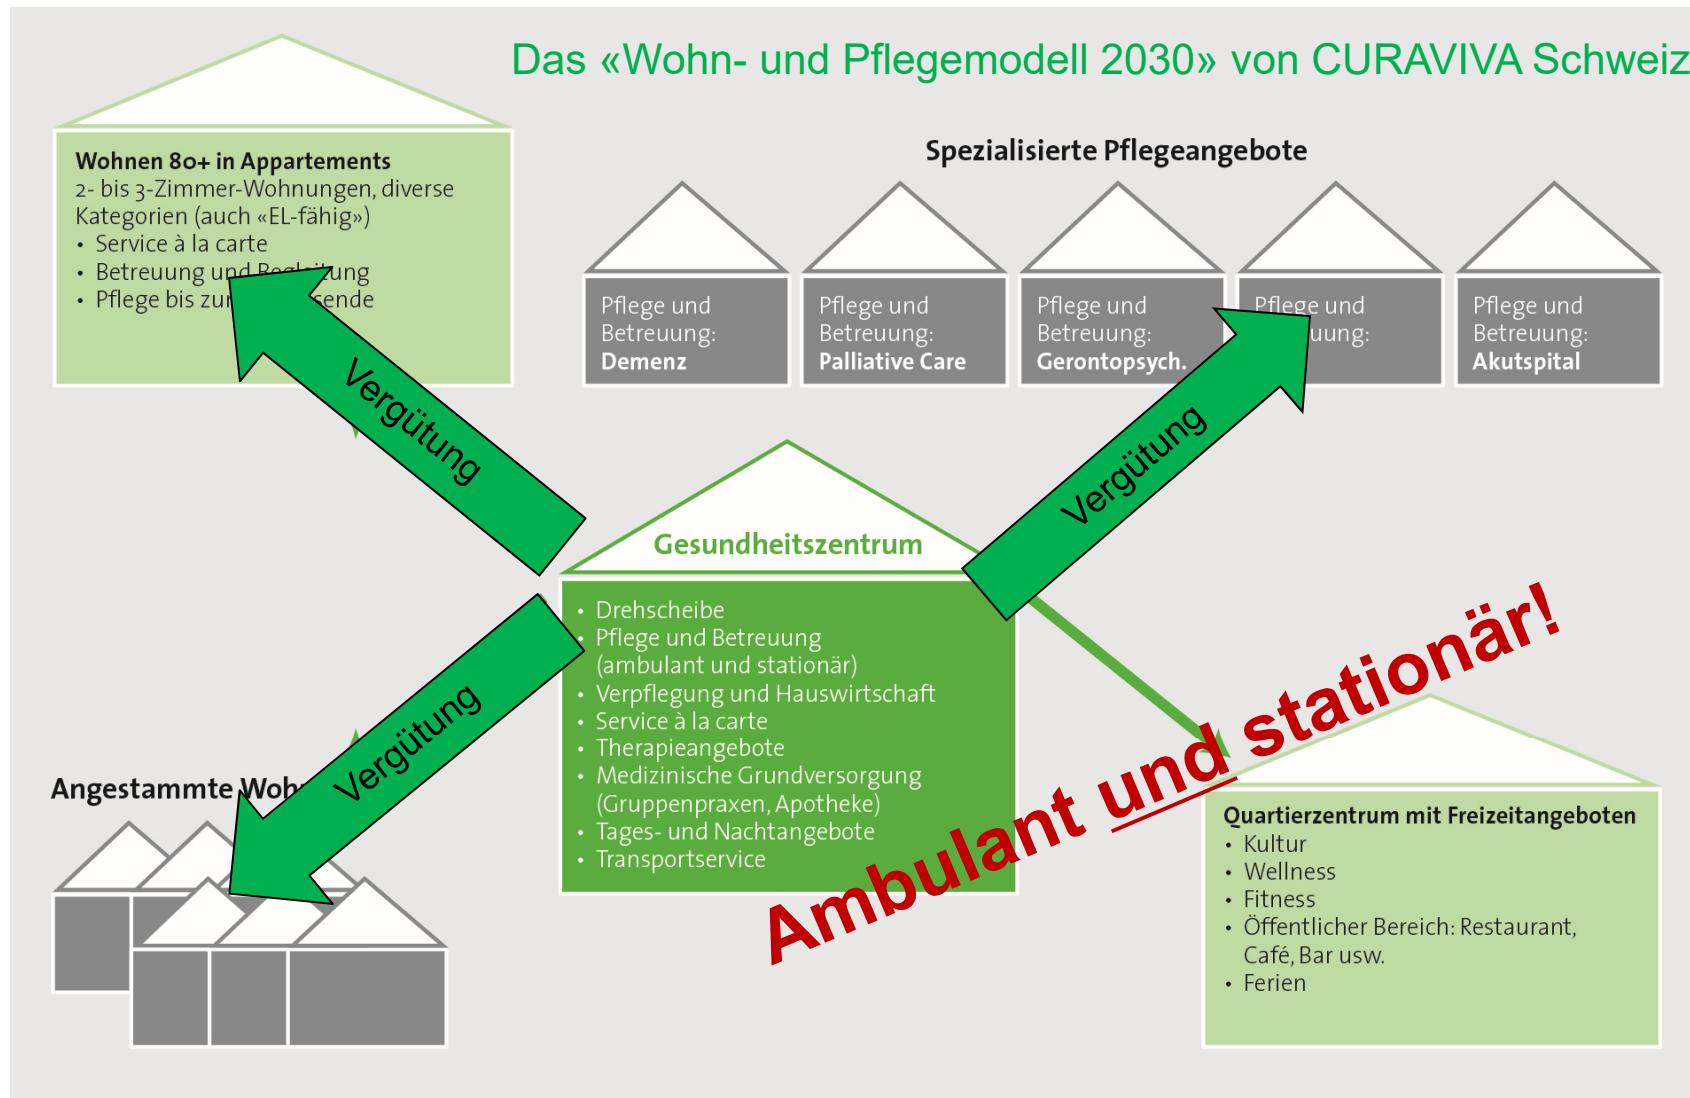 Das «Wohn- und Pflegemodell 2030» von CURAVIVA Schweiz
Wohnen 80+ in Appartements
2- bis 3-Zimmer-Wohnungen, diverse
Kategorien (auch «EL-fähig»)
• Service à la carte
• Betreuung und Begleitung
• Pflege bis zum
Spezialisierte Pflegeangebote
Pflege und
Betreuung:
Demenz
Pflege und
Betreuung:
Palliative Care
Pflege und
Betreuung:
Gerontopsych.
Pflege und
Betreuung:
Pflege und
Betreuung:
Akutspital
Vergütung
Vergütung
Gesundheitszentrum
• Drehscheibe
• Pflege und Betreuung
(ambulant und stationär)
• Verpflegung und Hauswirtschaft
• Service à la carte
• Therapieangebote
• Medizinische Grundversorgung
(Gruppenpraxen, Apotheke)
• Tages- und Nachtangebote
• Transportservice
Vergütung
Ambulant und stationär!
Angestammte
Quartierzentrum mit Freizeitangeboten
• Kultur
• Wellness
• Fitness
• Öffentlicher Bereich: Restaurant,
Café, Bar usw.
• Ferien